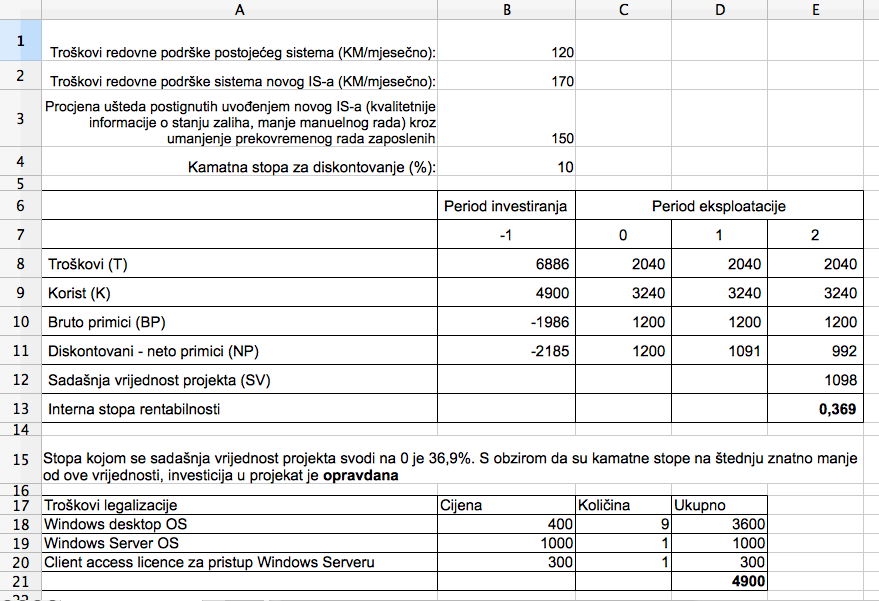 A B C D E
1 Troškovi redovne podrške postojećeg sistema (KM/mjesečno): 120
2 Troškovi redovne podrške sistema novog IS-a (KM/mjesečno): 170
3 Procjena ušteda postignutih uvođenjem novog IS-a (kvalitetnije
informacije o stanju zaliha, manje manuelnog rada) kroz
umanjenje prekovremenog rada zaposlenih 150
4 Kamatna stopa za diskontovanje (%): 10
5
6 Period investiranja Period eksploatacije
7 -1 0 1 2
8 Troškovi (T) 6886 2040 2040 2040
9 Korist (K) 4900 3240 3240 3240
10 Bruto primici (BP) -1986 1200 1200 1200
11 Diskontovani - neto primici (NP) -2185 1200 1091 992
12 Sadašnja vrijednost projekta (SV) 1098
13 Interna stopa rentabilnosti 0,369
14
15 Stopa kojom se sadašnja vrijednost projekta svodi na 0 je 36,9%. S obzirom da su kamatne stope na štednju znatno manje
od ove vrijednosti, investicija u projekat je opravdana
16
17 Troškovi legalizacije Cijena Količina Ukupno
18 Windows desktop OS 400 9 3600
19 Windows Server OS 1000 1 1000
20 Client access licence za pristup Windows Serveru 300 1 300
21 4900